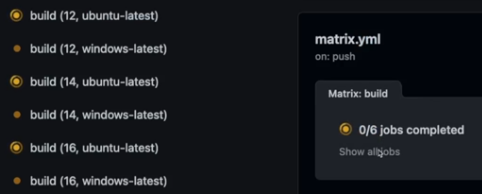 build (12, ubuntu-latest)
build (12, windows-latest)
build (14, ubuntu-latest)
build (14, windows-latest)
build (16, ubuntu-latest)
build (16, windows-latest)
matrix.yml
on: push
Matrix: build
0/6 jobs completed
Show all jobs